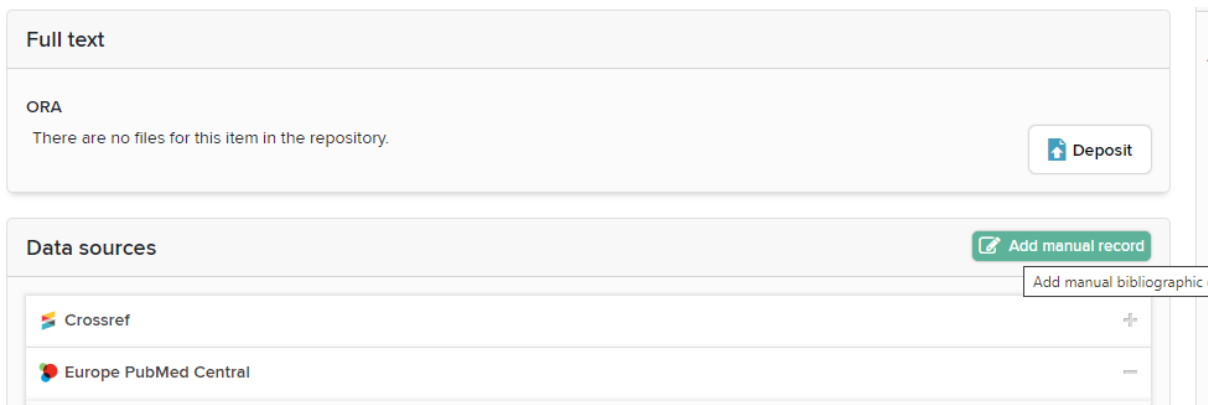 Full text
ORA
There are no files for this item in the repository.
Deposit
Data sources
Add manual record
Add manual bibliographic
Crossref
Europe PubMed Central